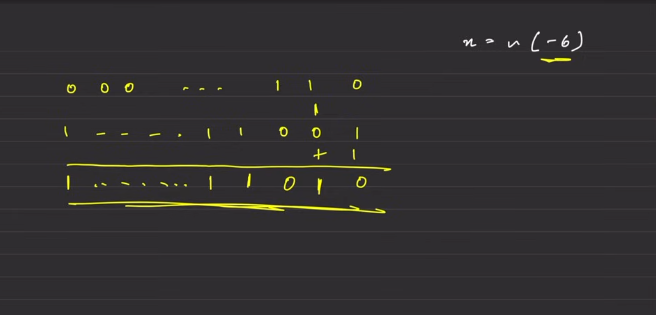 x = ~ (-6)
0 0 0 --- 1 1 0
1
1 - - - . 1 1 0 0 1
+ 1
1 ..-..-... 1 1 0 1 0